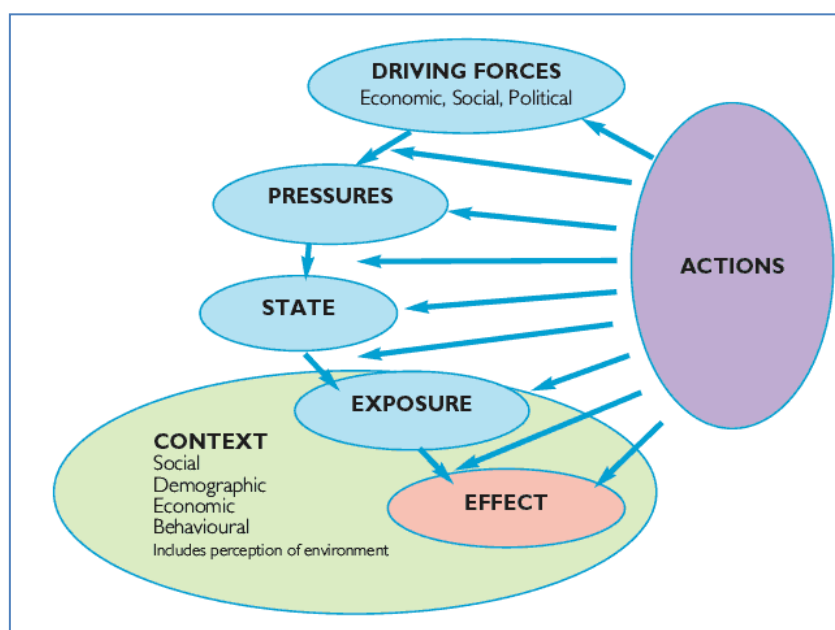 DRIVING FORCES
Economic, Social, Political
PRESSURES
ACTIONS
STATE
EXPOSURE
CONTEXT
Social
Demographic
Economic
Behavioural
Includes perception of environment
EFFECT